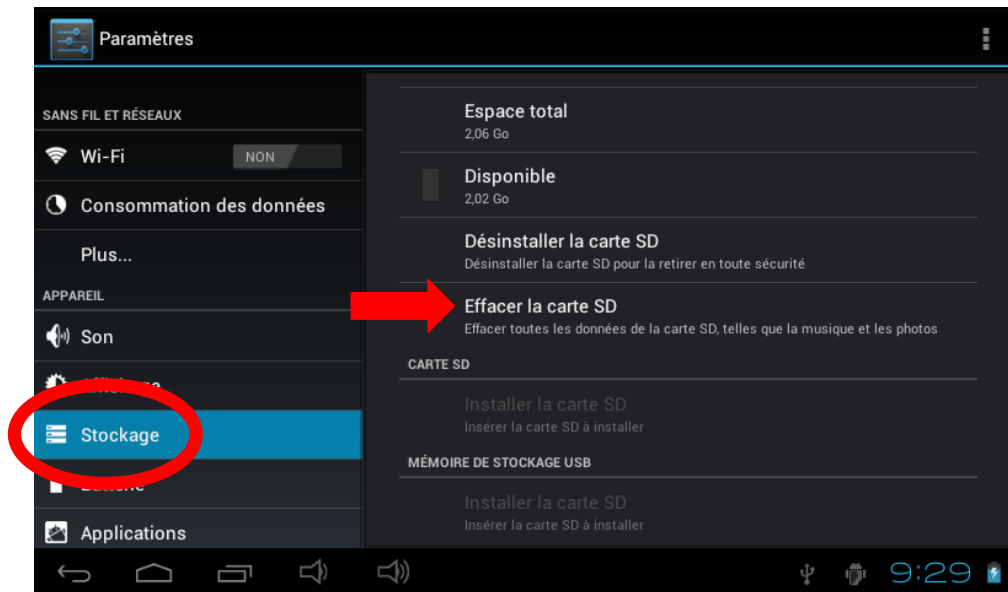 Paramètres
SANS FIL ET RÉSEAUX
Wi-Fi
NON
Consommation des données
Plus...
APPAREIL
Son
Stockage
Applications
Espace total
2,06 Go
Disponible
2,02 Go
Désinstaller la carte SD
Désinstaller la carte SD pour la retirer en toute sécurité
Effacer la carte SD
Effacer toutes les données de la carte SD, telles que la musique et les photos
CARTE SD
Installer la carte SD
Insérer la carte SD à installer
MÉMOIRE DE STOCKAGE USB
Installer la carte SD
Insérer la carte SD à installer
9:29